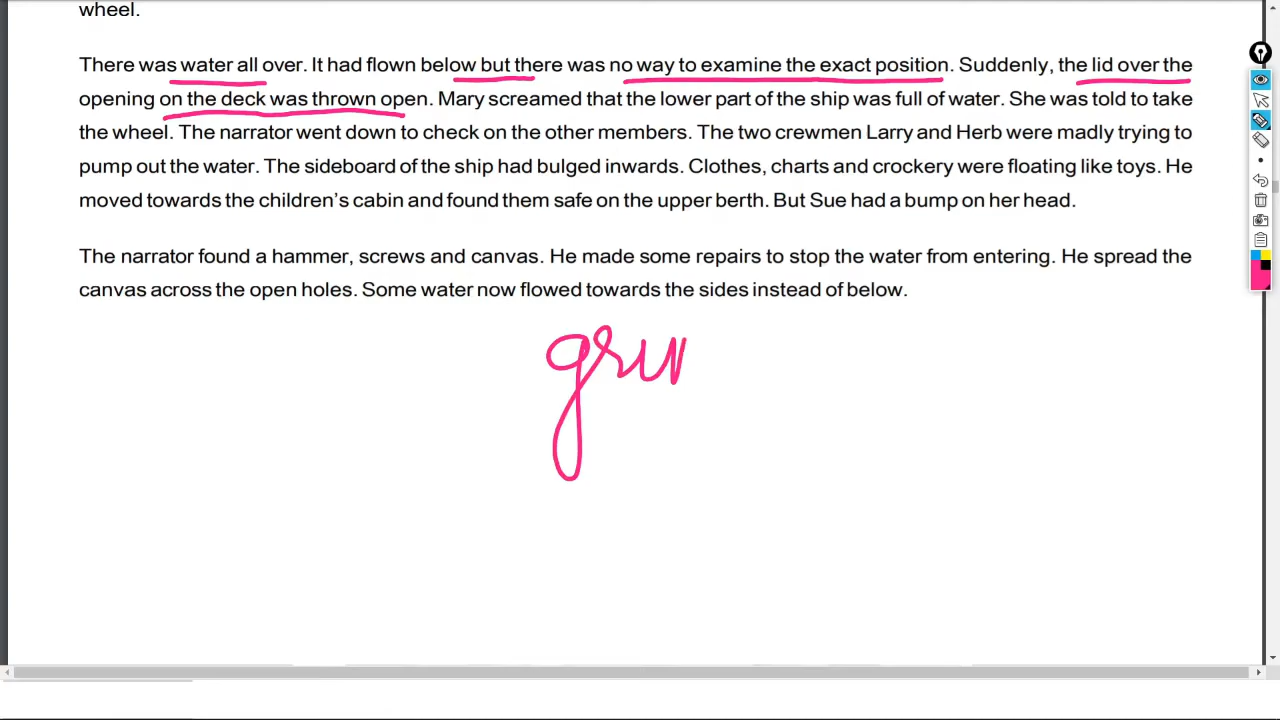 wheel.
There was water all over. It had flown below but there was no way to examine the exact position. Suddenly, the lid over the
opening on the deck was thrown open. Mary screamed that the lower part of the ship was full of water. She was told to take
the wheel. The narrator went down to check on the other members. The two crewmen Larry and Herb were madly trying to
pump out the water. The sideboard of the ship had bulged inwards. Clothes, charts and crockery were floating like toys. He
moved towards the children's cabin and found them safe on the upper berth. But Sue had a bump on her head.
The narrator found a hammer, screws and canvas. He made some repairs to stop the water from entering. He spread the
canvas across the open holes. Some water now flowed towards the sides instead of below.